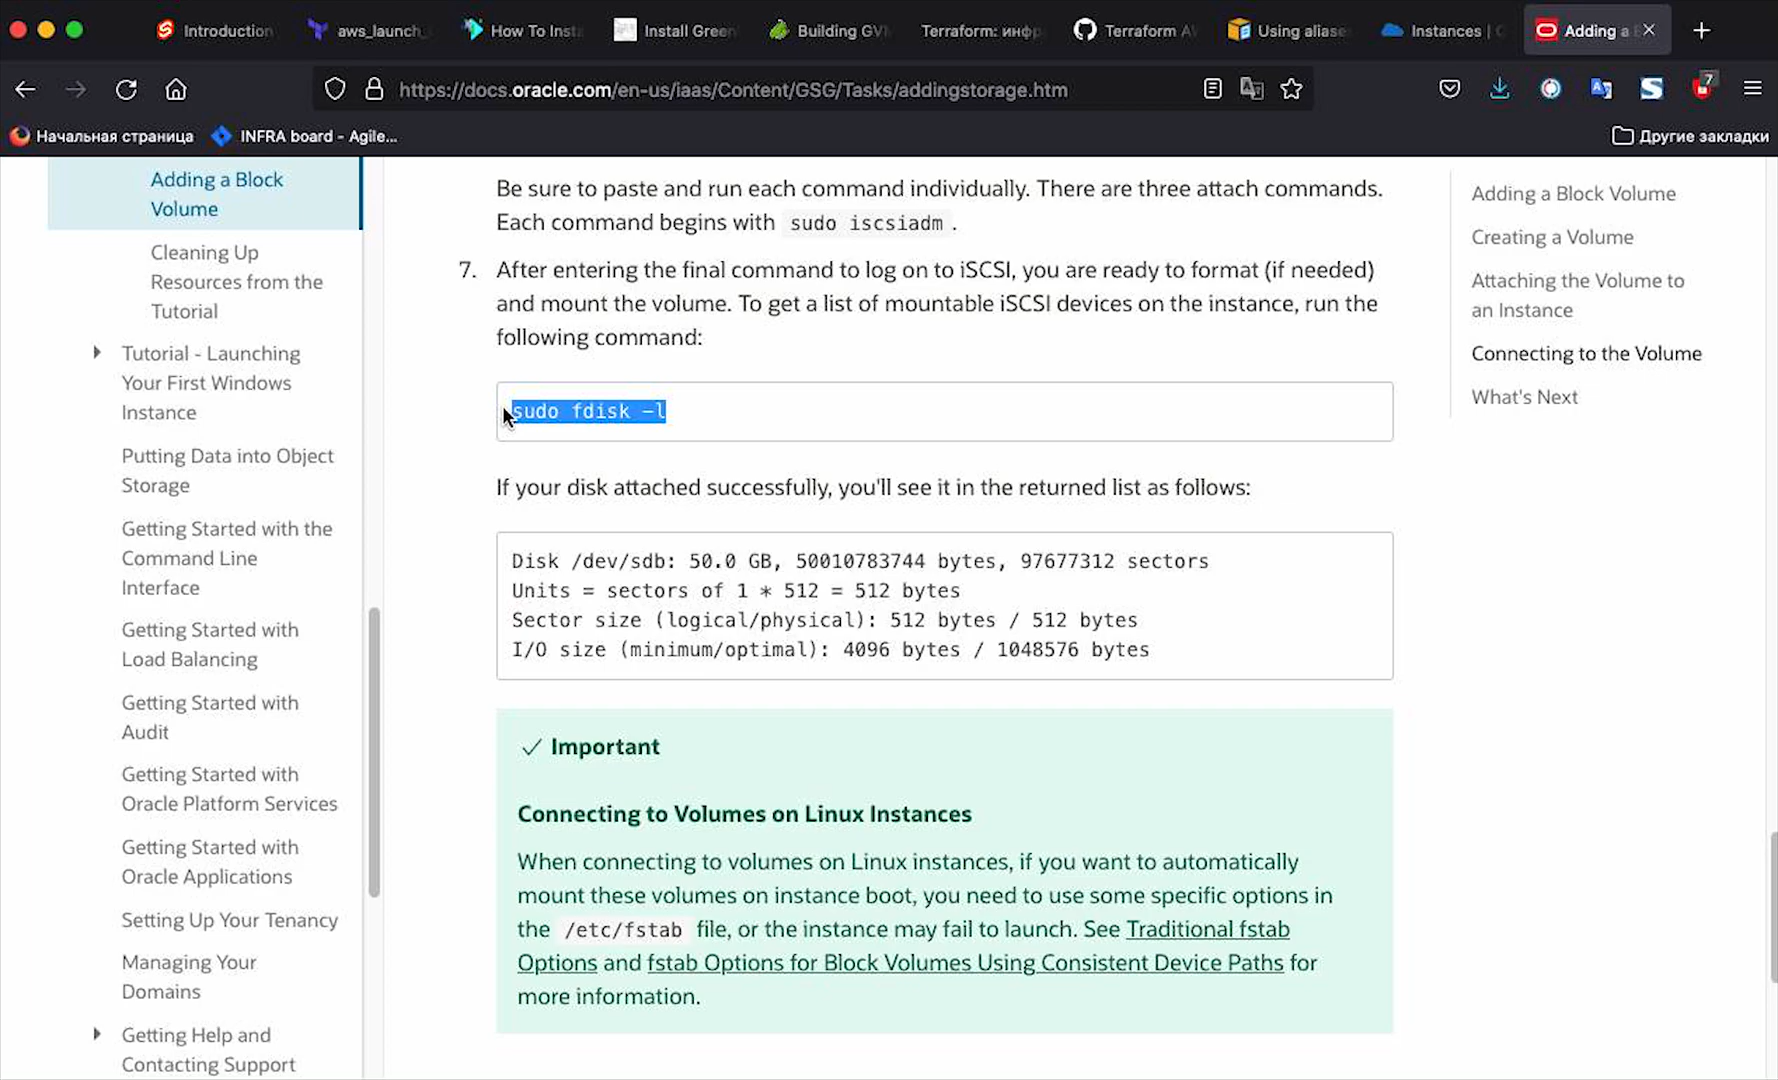 Introduction
aws_launch_
How To Inst
Install Green
Building GVI
Terraform: инфр
Terraform A
Using aliase
Instances | C
Adding a B
https://docs.oracle.com/en-us/iaas/Content/GSG/Tasks/addingstorage.htm
7
Начальная страница
INFRA board - Agile...
Другие закладки
Adding a Block
Volume
Cleaning Up
Resources from the
Tutorial
Tutorial - Launching
Your First Windows
Instance
Putting Data into Object
Storage
Getting Started with the
Command Line
Interface
Getting Started with
Load Balancing
Getting Started with
Audit
Getting Started with
Oracle Platform Services
Getting Started with
Oracle Applications
Setting Up Your Tenancy
Managing Your
Domains
Getting Help and
Contacting Support
Be sure to paste and run each command individually. There are three attach commands.
Each command begins with sudo iscsiadm .
7. After entering the final command to log on to iSCSI, you are ready to format (if needed)
and mount the volume. To get a list of mountable iSCSI devices on the instance, run the
following command:
sudo fdisk -l
If your disk attached successfully, you'll see it in the returned list as follows:
Disk /dev/sdb: 50.0 GB, 50010783744 bytes, 97677312 sectors
Units = sectors of 1 * 512 = 512 bytes
Sector size (logical/physical): 512 bytes / 512 bytes
I/O size (minimum/optimal): 4096 bytes / 1048576 bytes
Important
Connecting to Volumes on Linux Instances
When connecting to volumes on Linux instances, if you want to automatically
mount these volumes on instance boot, you need to use some specific options in
the /etc/fstab file, or the instance may fail to launch. See Traditional fstab
Options and fstab Options for Block Volumes Using Consistent Device Paths for
more information.
Adding a Block Volume
Creating a Volume
Attaching the Volume to
an Instance
Connecting to the Volume
What's Next